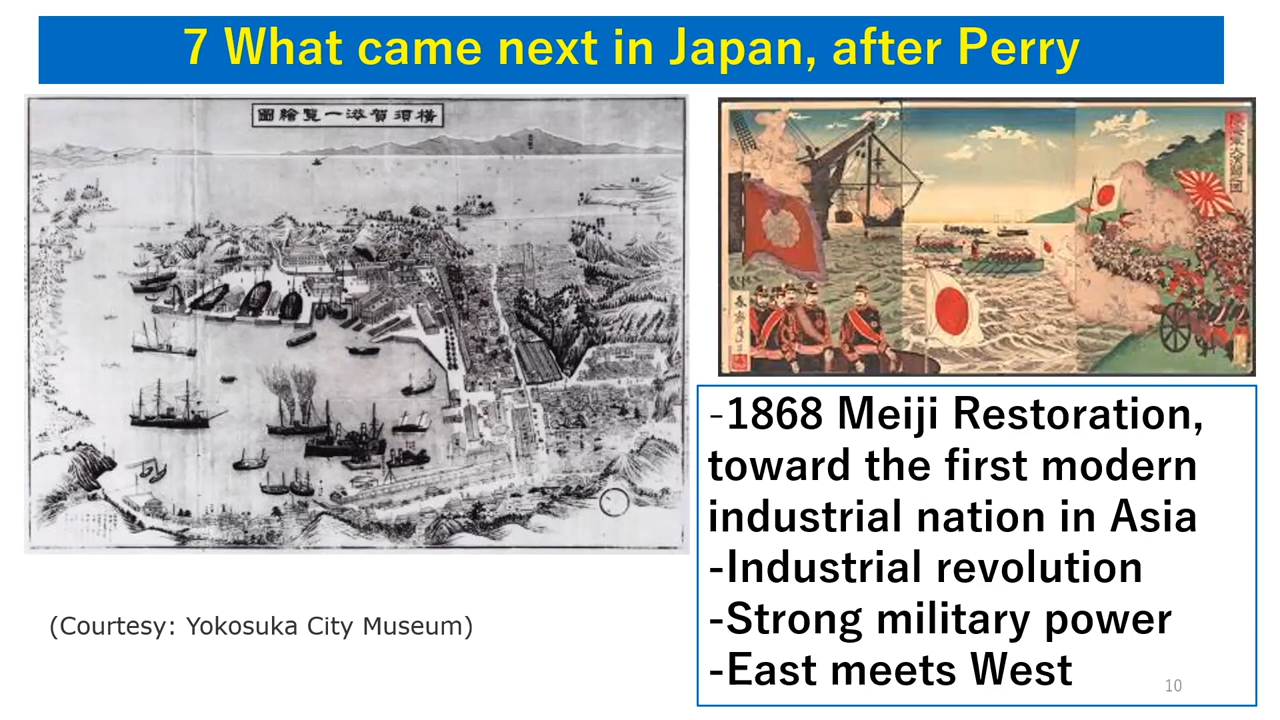 7 What came next in Japan, after Perry
圖繪覧一港賀須横
-1868 Meiji Restoration,
toward the first modern
industrial nation in Asia
-Industrial revolution
-Strong military power
-East meets West
(Courtesy: Yokosuka City Museum)
10